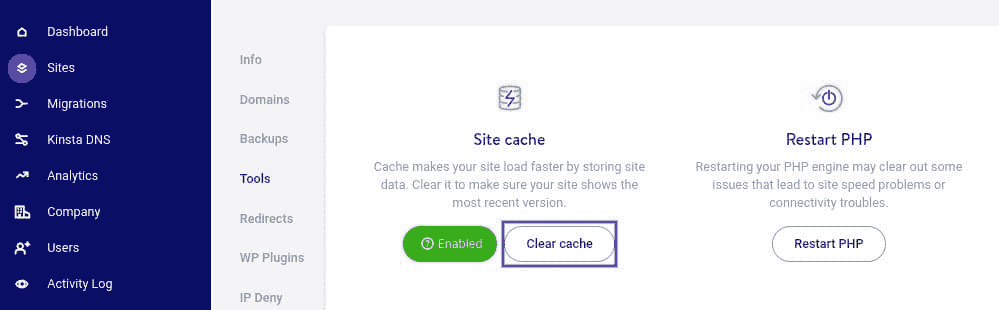 Dashboard
Sites
Migrations
Kinsta DNS
Analytics
Company
Users
Activity Log
Info
Domains
Backups
Tools
Redirects
WP Plugins
IP Deny
Site cache
Cache makes your site load faster by storing site
data. Clear it to make sure your site shows the
most recent version.
Enabled
Clear cache
Restart PHP
Restarting your PHP engine may clear out some
issues that lead to site speed problems or
connectivity troubles.
Restart PHP